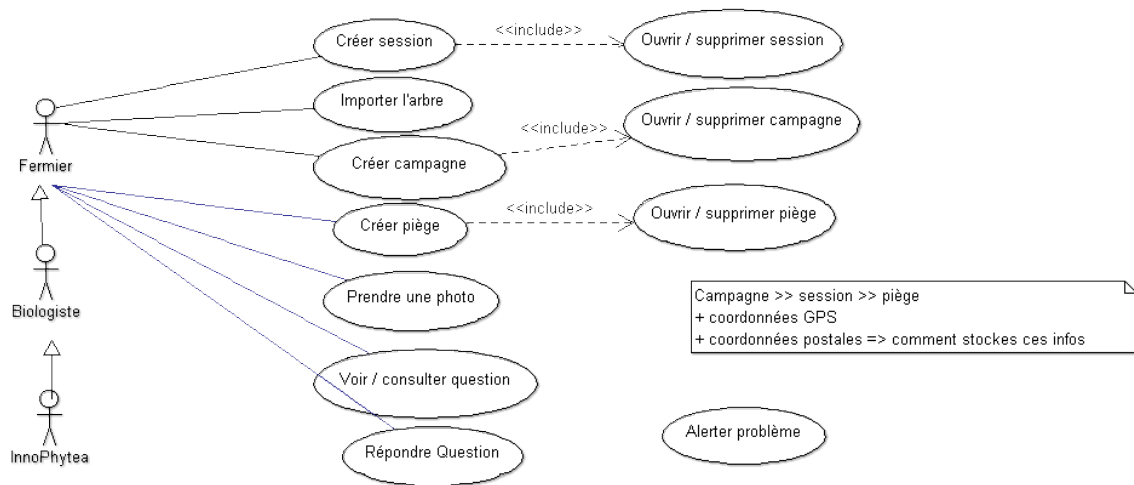 Créer session
<<include>>
Ouvrir / supprimer session
Importer l'arbre
Fermier
Créer campagne
<<include>>
Ouvrir / supprimer campagne
Créer piège
<<include>>
Ouvrir / supprimer piège
Biologiste
Prendre une photo
Campagne >> session >> piège
+ coordonnées GPS
+ coordonnées postales => comment stockes ces infos
Voir / consulter question
InnoPhytea
Répondre Question
Alerter problème